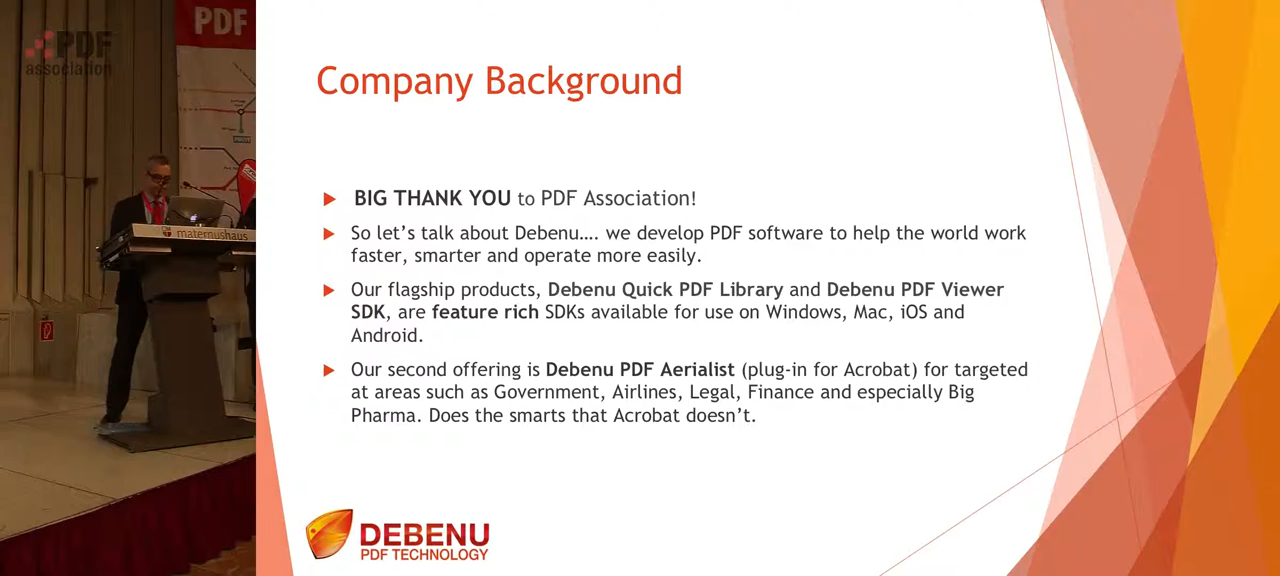 PDF
PDF
association
maternushaus
Company Background
BIG THANK YOU to PDF Association!
So let's talk about Debenu.... we develop PDF software to help the world work
faster, smarter and operate more easily.
Our flagship products, Debenu Quick PDF Library and Debenu PDF Viewer
SDK, are feature rich SDKs available for use on Windows, Mac, iOS and
Android.
Our second offering is Debenu PDF Aerialist (plug-in for Acrobat) for targeted
at areas such as Government, Airlines, Legal, Finance and especially Big
Pharma. Does the smarts that Acrobat doesn't.
DEBENU
PDF TECHNOLOGY